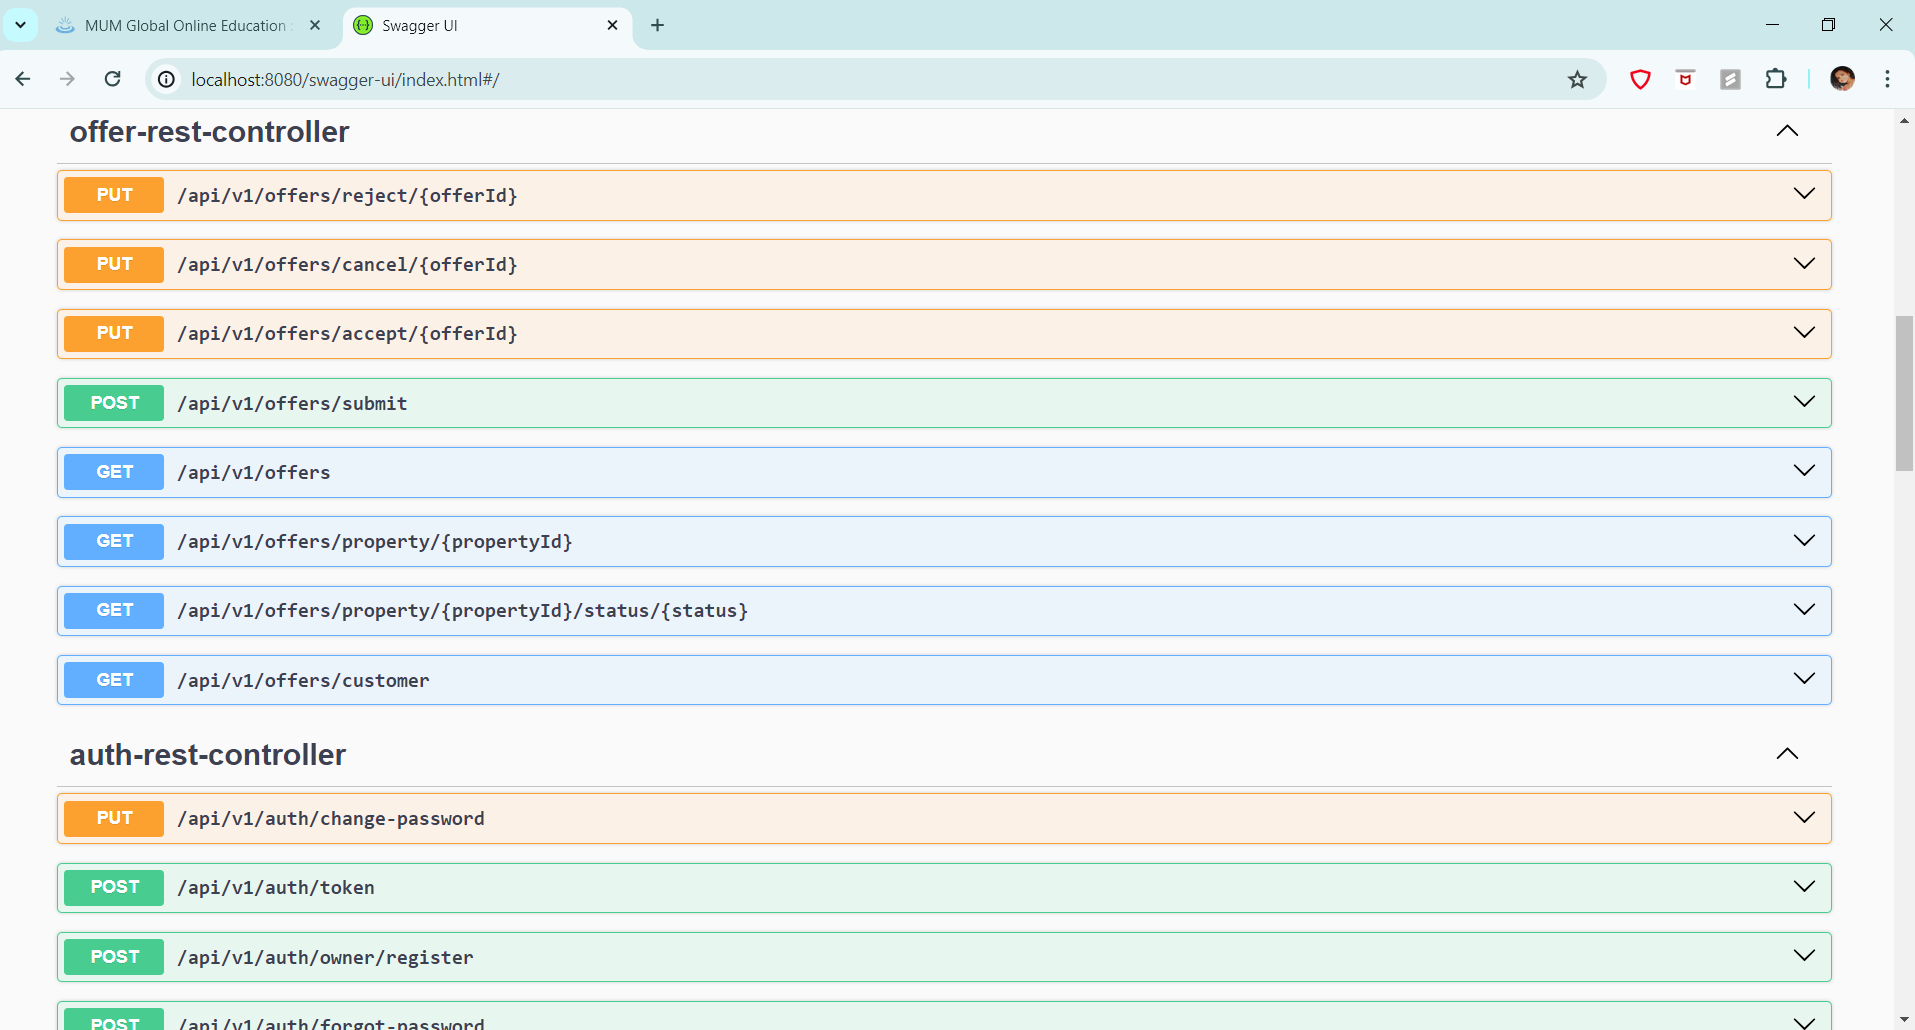 MUM Global Online Education
Swagger UI
localhost:8080/swagger-ui/index.html#/
offer-rest-controller
PUT /api/v1/offers/reject/{offerId}
PUT /api/v1/offers/cancel/{offerId}
PUT /api/v1/offers/accept/{offerId}
POST /api/v1/offers/submit
GET /api/v1/offers
GET /api/v1/offers/property/{propertyId}
GET /api/v1/offers/property/{propertyId}/status/{status}
GET /api/v1/offers/customer
auth-rest-controller
PUT /api/v1/auth/change-password
POST /api/v1/auth/token
POST /api/v1/auth/owner/register
POST /api/v1/auth/forgot-password